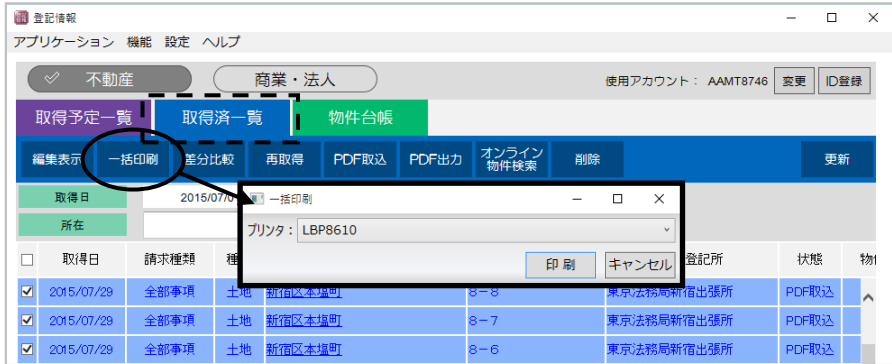 登記情報
アプリケーション 機能 設定 ヘルプ
不動産 商業・法人 使用アカウント： AAMT8746 変更 ID登録
取得予定一覧 取得済一覧 物件台帳
編集表示 一括印刷 差分比較 再取得 PDF取込 PDF出力 オンライン物件検索 削除 更新
取得日 2015/07/0
所在
一括印刷
プリンタ： LBP8610
印刷 キャンセル
取得日 請求種類 種 登記所 状態 物件
2015/07/29 全部事項 土地 新宿区本塩町 8－8 東京法務局新宿出張所 PDF取込
2015/07/29 全部事項 土地 新宿区本塩町 8－7 東京法務局新宿出張所 PDF取込
2015/07/29 全部事項 土地 新宿区本塩町 8－6 東京法務局新宿出張所 PDF取込